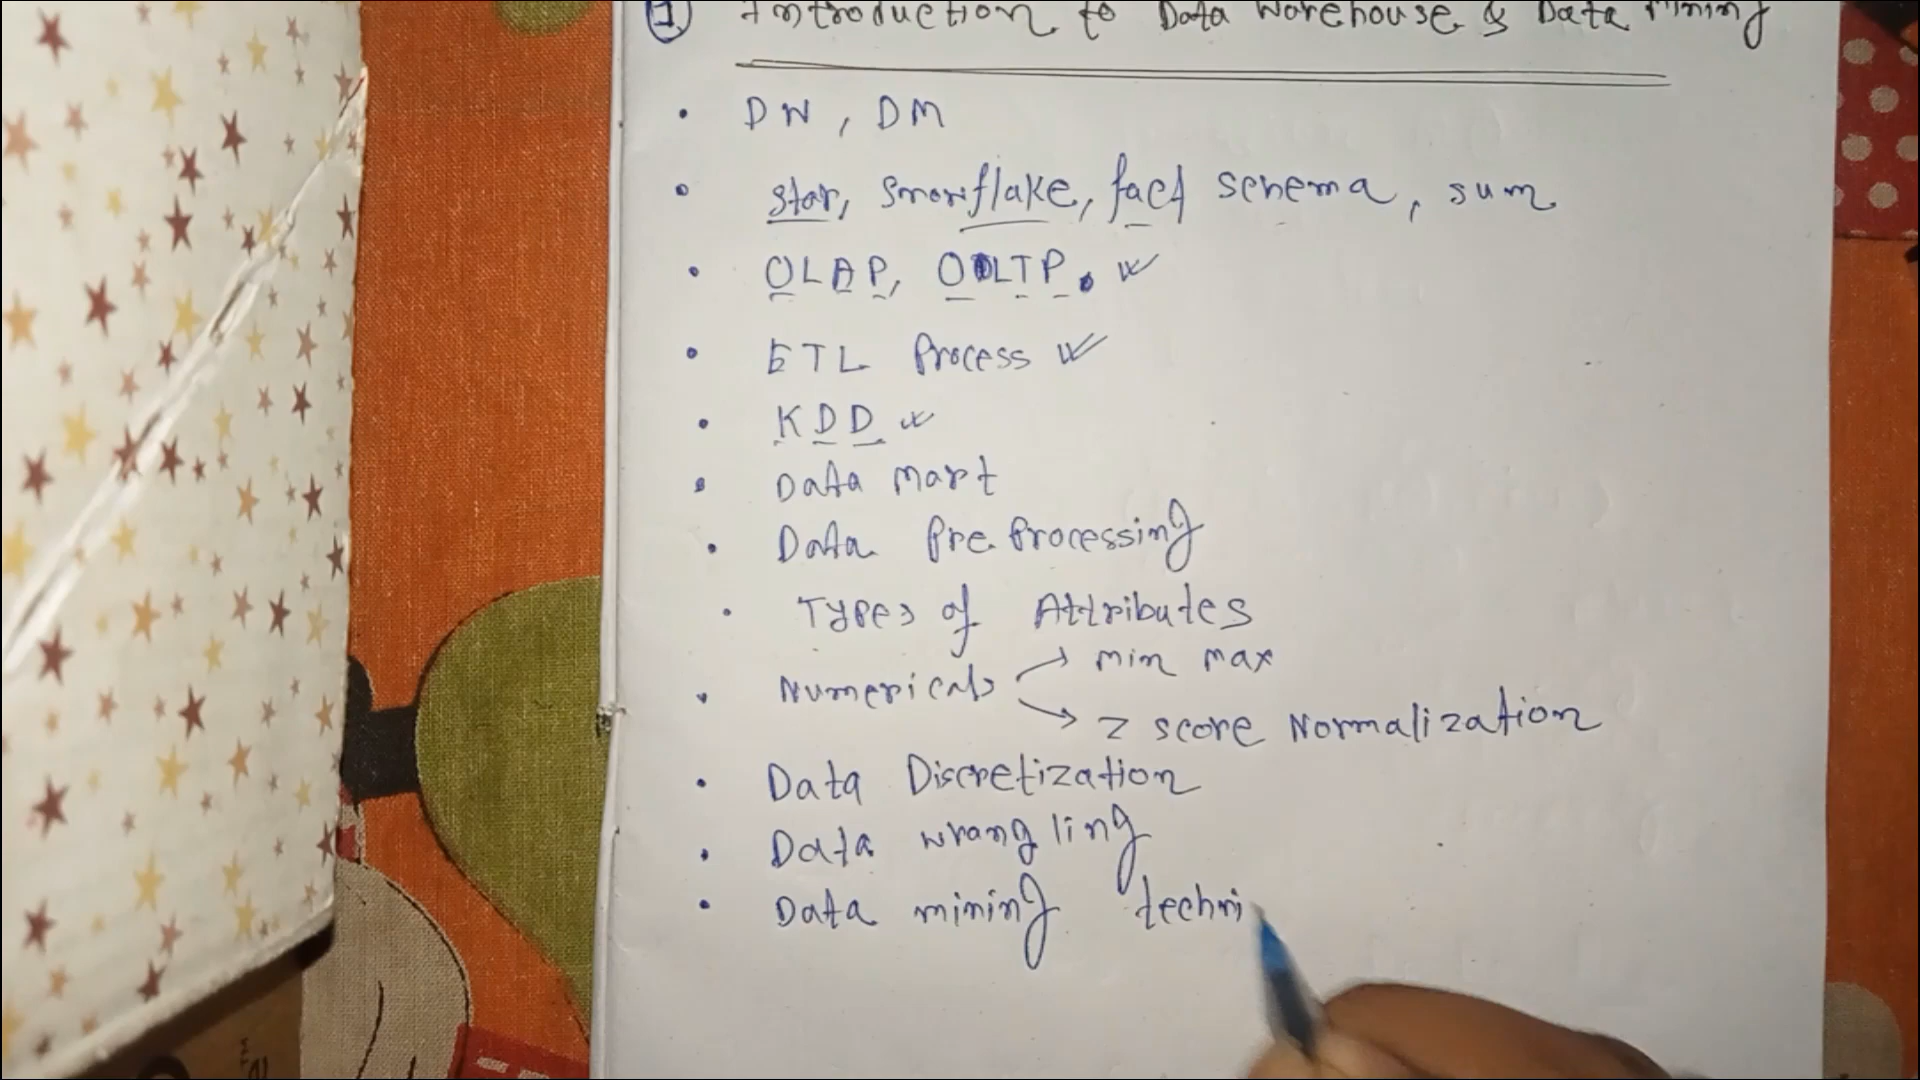 1 Introduction to Data Warehouse & Data Mining
• DW, DM
• Star, Snowflake, fact schema, sum
• OLAP, OLTP. ✓
• ETL Process ✓
• KDD ✓
• Data Mart
• Data Pre Processing
• Types of Attributes
• Numericals → min max
→ Z score Normalization
• Data Discretization
• Data wrangling
• Data mining techni